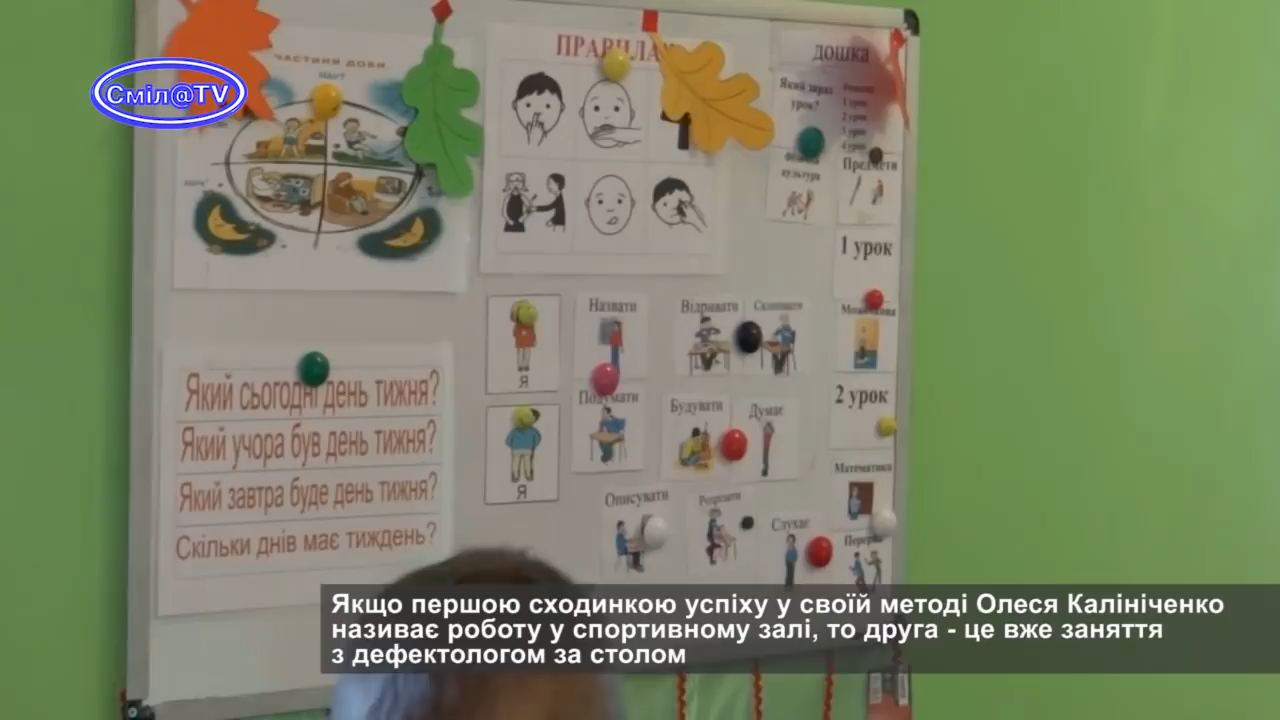 Сміл@TV
ЧАСТИНИ ДОБИ
ПРАВИЛА
дошка
Який зараз
урок?
1 урок
2 урок
3 урок
4 урок
культура
Предмети
1 урок
Назвати
Відривати
Я
Подумати
Будувати
Думає
2 урок
Я
Математика
Описувати
Розрізати
Слухає
Який сьогодні день тижня?
Який учора був день тижня?
Який завтра буде день тижня?
Скільки днів має тиждень?
Якщо першою сходинкою успіху у своїй методі Олеся Калініченко
називає роботу у спортивному залі, то друга - це вже заняття
з дефектологом за столом